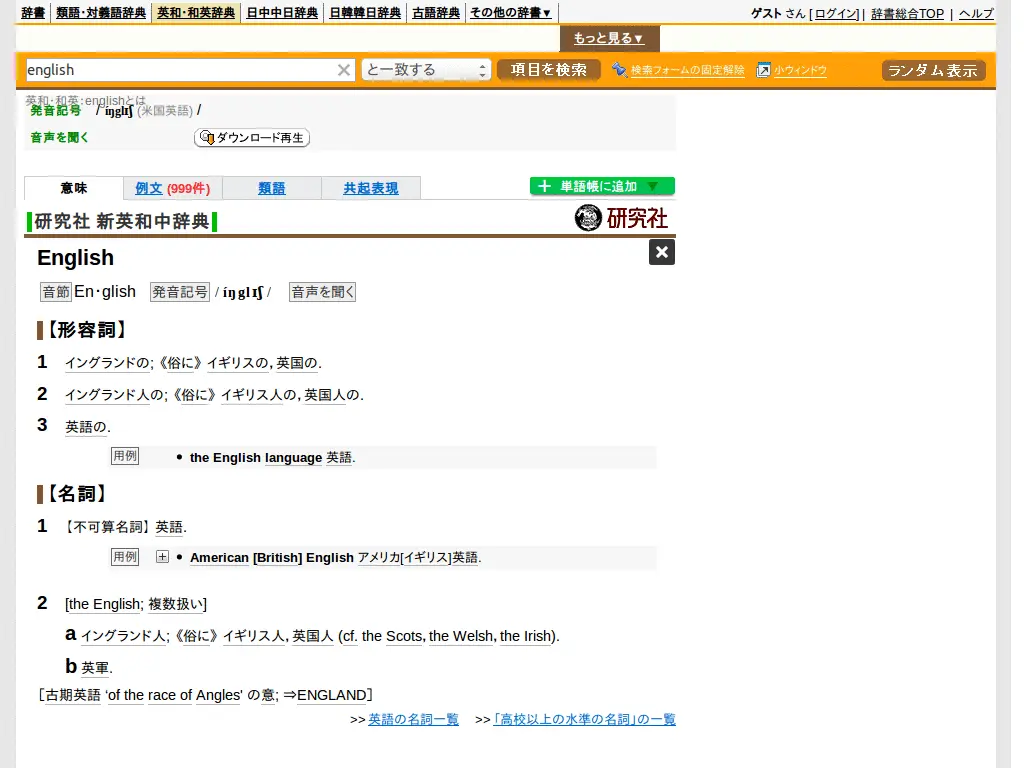 辞書 類語・対義語辞典 英和・和英辞典 日中中日辞典 日韓韓日辞典 古語辞典 その他の辞書▼ ゲスト さん [ログイン] | 辞書総合TOP | ヘルプ
もっと見る▼
english と一致する 項目を検索 検索フォームの固定解除 小ウィンドウ ランダム表示
英和・和英:englishとは
発音記号 /ˈíŋglɪʃ (米国英語) /
音声を聞く ダウンロード再生
意味 例文 (999件) 類語 共起表現 ＋ 単語帳に追加 ▼
研究社 新英和中辞典 研究社
English
音節 En・glish 発音記号 / íŋglɪʃ / 音声を聞く
【形容詞】
1 イングランドの; 《俗に》 イギリスの, 英国の.
2 イングランド人の; 《俗に》 イギリス人の, 英国人の.
3 英語の.
用例 • the English language 英語.
【名詞】
1 【不可算名詞】 英語.
用例 • American [British] English アメリカ[イギリス]英語.
2 [the English; 複数扱い]
a イングランド人; 《俗に》 イギリス人, 英国人 (cf. the Scots, the Welsh, the Irish).
b 英軍.
［古期英語 ‘of the race of Angles' の意; ⇒ENGLAND］
>> 英語の名詞一覧 >> 「高校以上の水準の名詞」の一覧